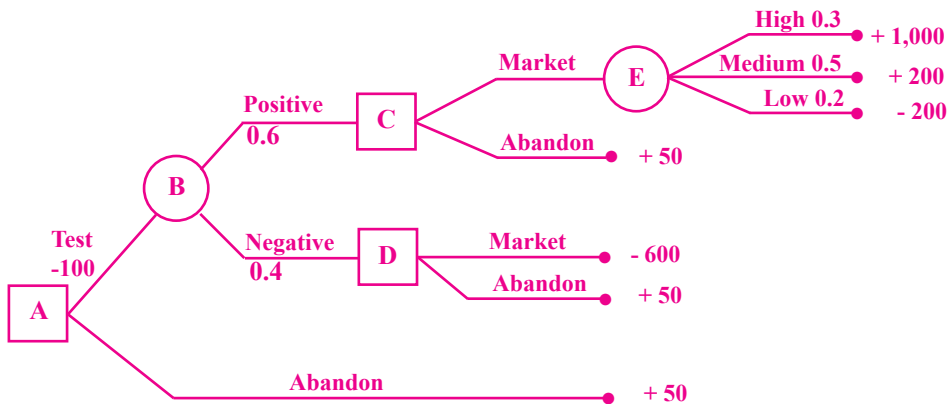 High 0.3
+ 1,000
Market
E
Medium 0.5
+ 200
Low 0.2
- 200
Positive
0.6
C
Abandon
+ 50
B
Test
-100
Negative
0.4
D
Market
- 600
Abandon
+ 50
A
Abandon
+ 50